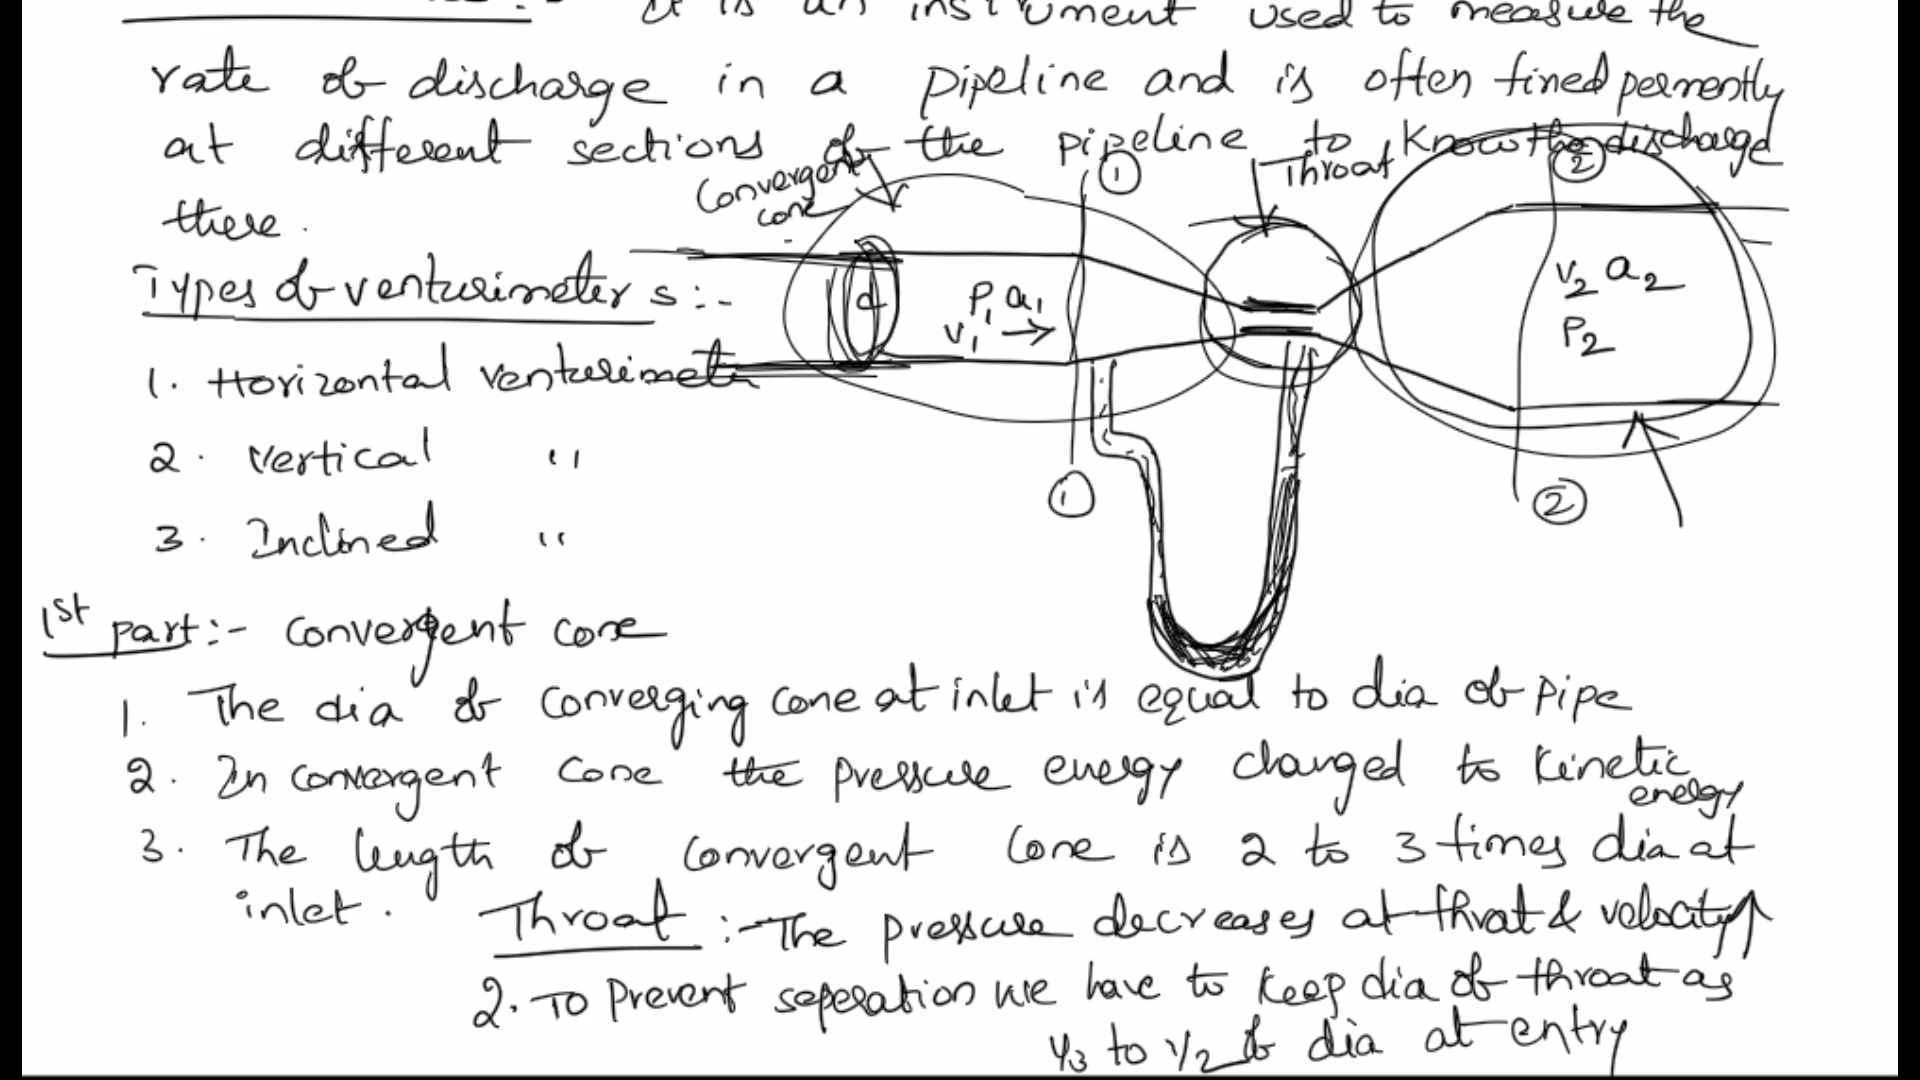 It is an instrument used to measure the
rate of discharge in a pipeline and is often fined permently
at different sections of the pipeline to know the discharge
there.
Convergent
cone
Throat
1
2
d
P1 a1
V1
V2 a2
P2
1
2
Types of venturimeters :-
1. Horizontal venturimeter
2. Vertical "
3. Inclined "
1st part :- Convergent cone
1. The dia of converging cone at inlet is equal to dia of pipe
2. In convergent cone the pressure energy changed to kinetic
energy
3. The length of convergent cone is 2 to 3 times dia at
inlet.
Throat :- The pressure decreases at throat & velocity ↑
2. To prevent seperation we have to keep dia of throat as
1/3 to 1/2 of dia at entry